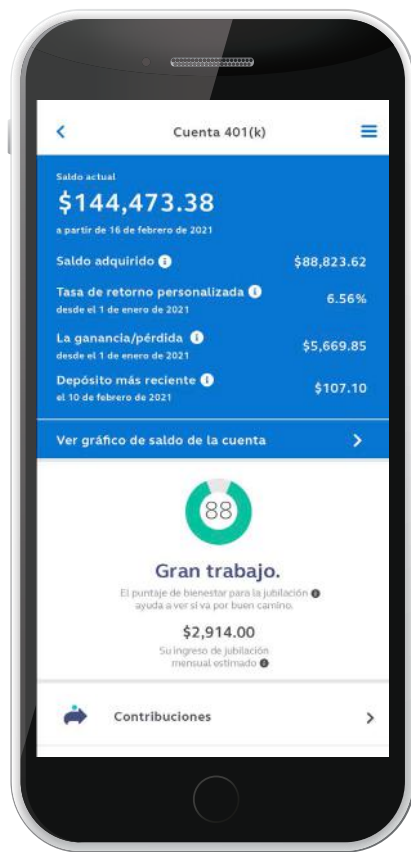 Cuenta 401(k)
Saldo actual
$144,473.38
a partir de 16 de febrero de 2021
Saldo adquirido $88,823.62
Tasa de retorno personalizada 6.56%
desde el 1 de enero de 2021
La ganancia/pérdida $5,669.85
desde el 1 de enero de 2021
Depósito más reciente $107.10
el 10 de febrero de 2021
Ver gráfico de saldo de la cuenta
88
Gran trabajo.
El puntaje de bienestar para la jubilación
ayuda a ver si va por buen camino.
$2,914.00
Su ingreso de jubilación
mensual estimado
Contribuciones